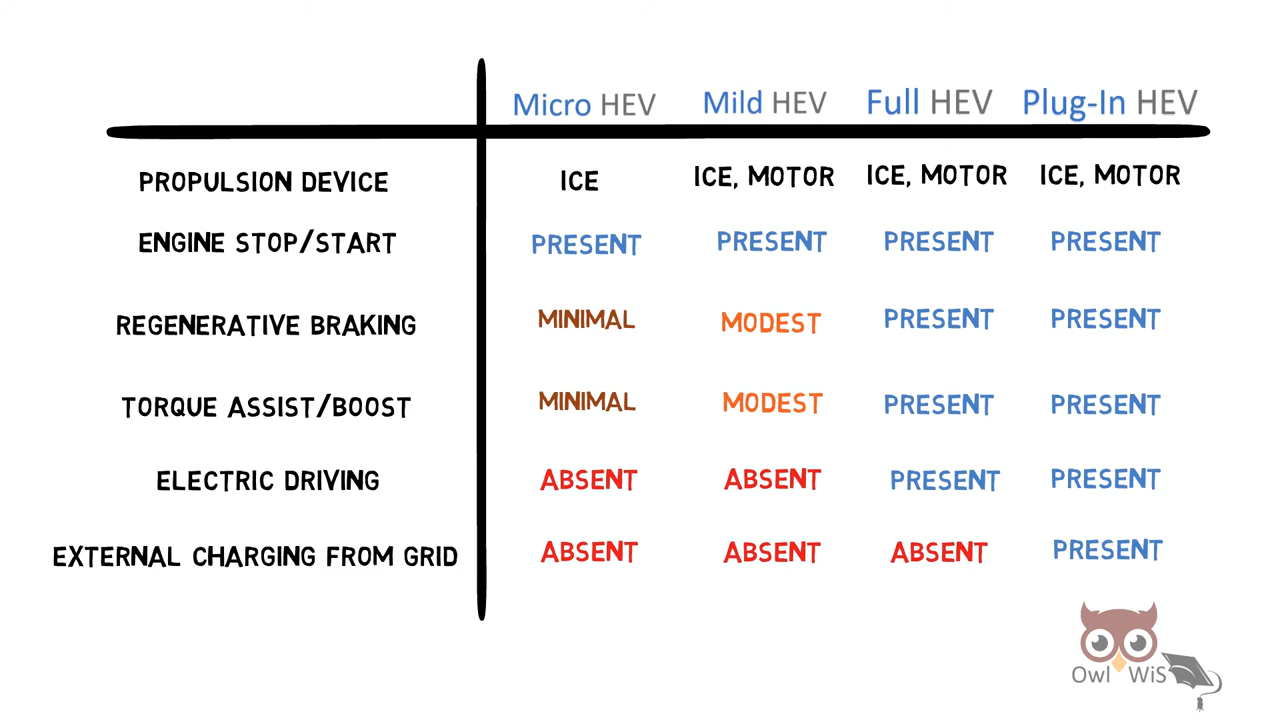 Micro HEV Mild HEV Full HEV Plug-In HEV
PROPULSION DEVICE ICE ICE, MOTOR ICE, MOTOR ICE, MOTOR
ENGINE STOP/START PRESENT PRESENT PRESENT PRESENT
REGENERATIVE BRAKING MINIMAL MODEST PRESENT PRESENT
TORQUE ASSIST/BOOST MINIMAL MODEST PRESENT PRESENT
ELECTRIC DRIVING ABSENT ABSENT PRESENT PRESENT
EXTERNAL CHARGING FROM GRID ABSENT ABSENT ABSENT PRESENT
Owl WiS